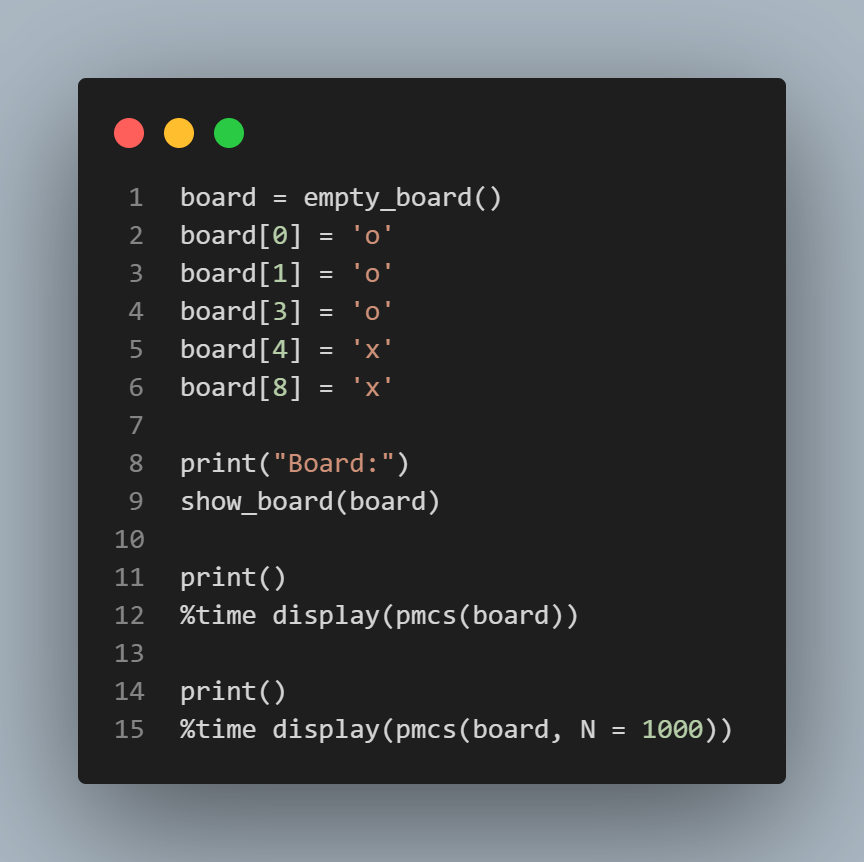 1 board = empty_board()
2 board[0] = 'o'
3 board[1] = 'o'
4 board[3] = 'o'
5 board[4] = 'x'
6 board[8] = 'x'
7
8 print("Board:")
9 show_board(board)
10
11 print()
12 %time display(pmcs(board))
13
14 print()
15 %time display(pmcs(board, N = 1000))